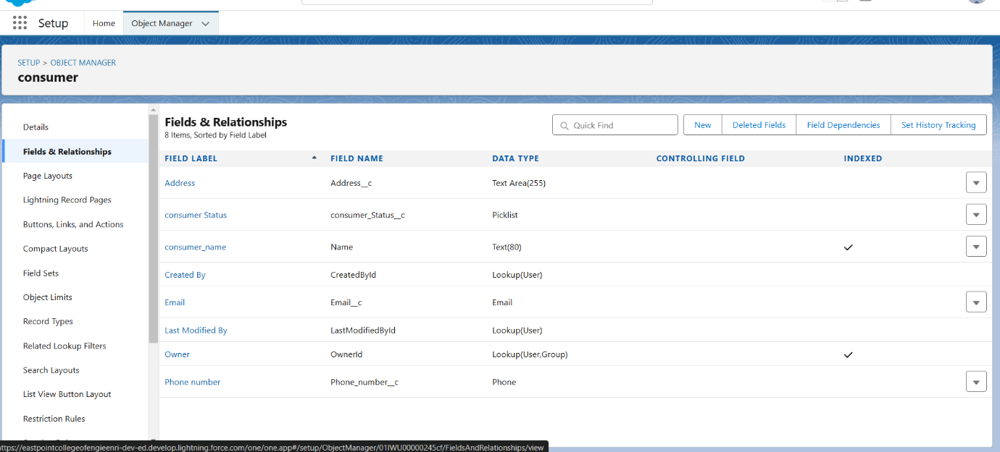 Setup
Home
Object Manager
SETUP > OBJECT MANAGER
consumer
Details
Fields & Relationships
Page Layouts
Lightning Record Pages
Buttons, Links, and Actions
Compact Layouts
Field Sets
Object Limits
Record Types
Related Lookup Filters
Search Layouts
List View Button Layout
Restriction Rules
Fields & Relationships
8 Items, Sorted by Field Label
Quick Find
New
Deleted Fields
Field Dependencies
Set History Tracking
FIELD LABEL FIELD NAME DATA TYPE CONTROLLING FIELD INDEXED
Address Address__c Text Area(255)
consumer Status consumer_Status__c Picklist
consumer_name Name Text(80)
Created By CreatedById Lookup(User)
Email Email__c Email
Last Modified By LastModifiedById Lookup(User)
Owner OwnerId Lookup(User,Group)
Phone number Phone_number__c Phone
https://eastpointcollegeofengieenri-dev-ed.develop.lightning.force.com/one/one.app#/setup/ObjectManager/01IWU00000245cf/FieldsAndRelationships/view